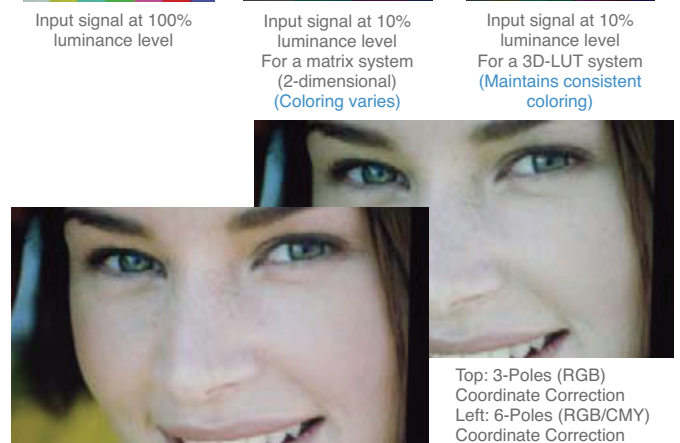 Input signal at 100%
luminance level
Input signal at 10%
luminance level
For a matrix system
(2-dimensional)
(Coloring varies)
Input signal at 10%
luminance level
For a 3D-LUT system
(Maintains consistent
coloring)
Top: 3-Poles (RGB)
Coordinate Correction
Left: 6-Poles (RGB/CMY)
Coordinate Correction